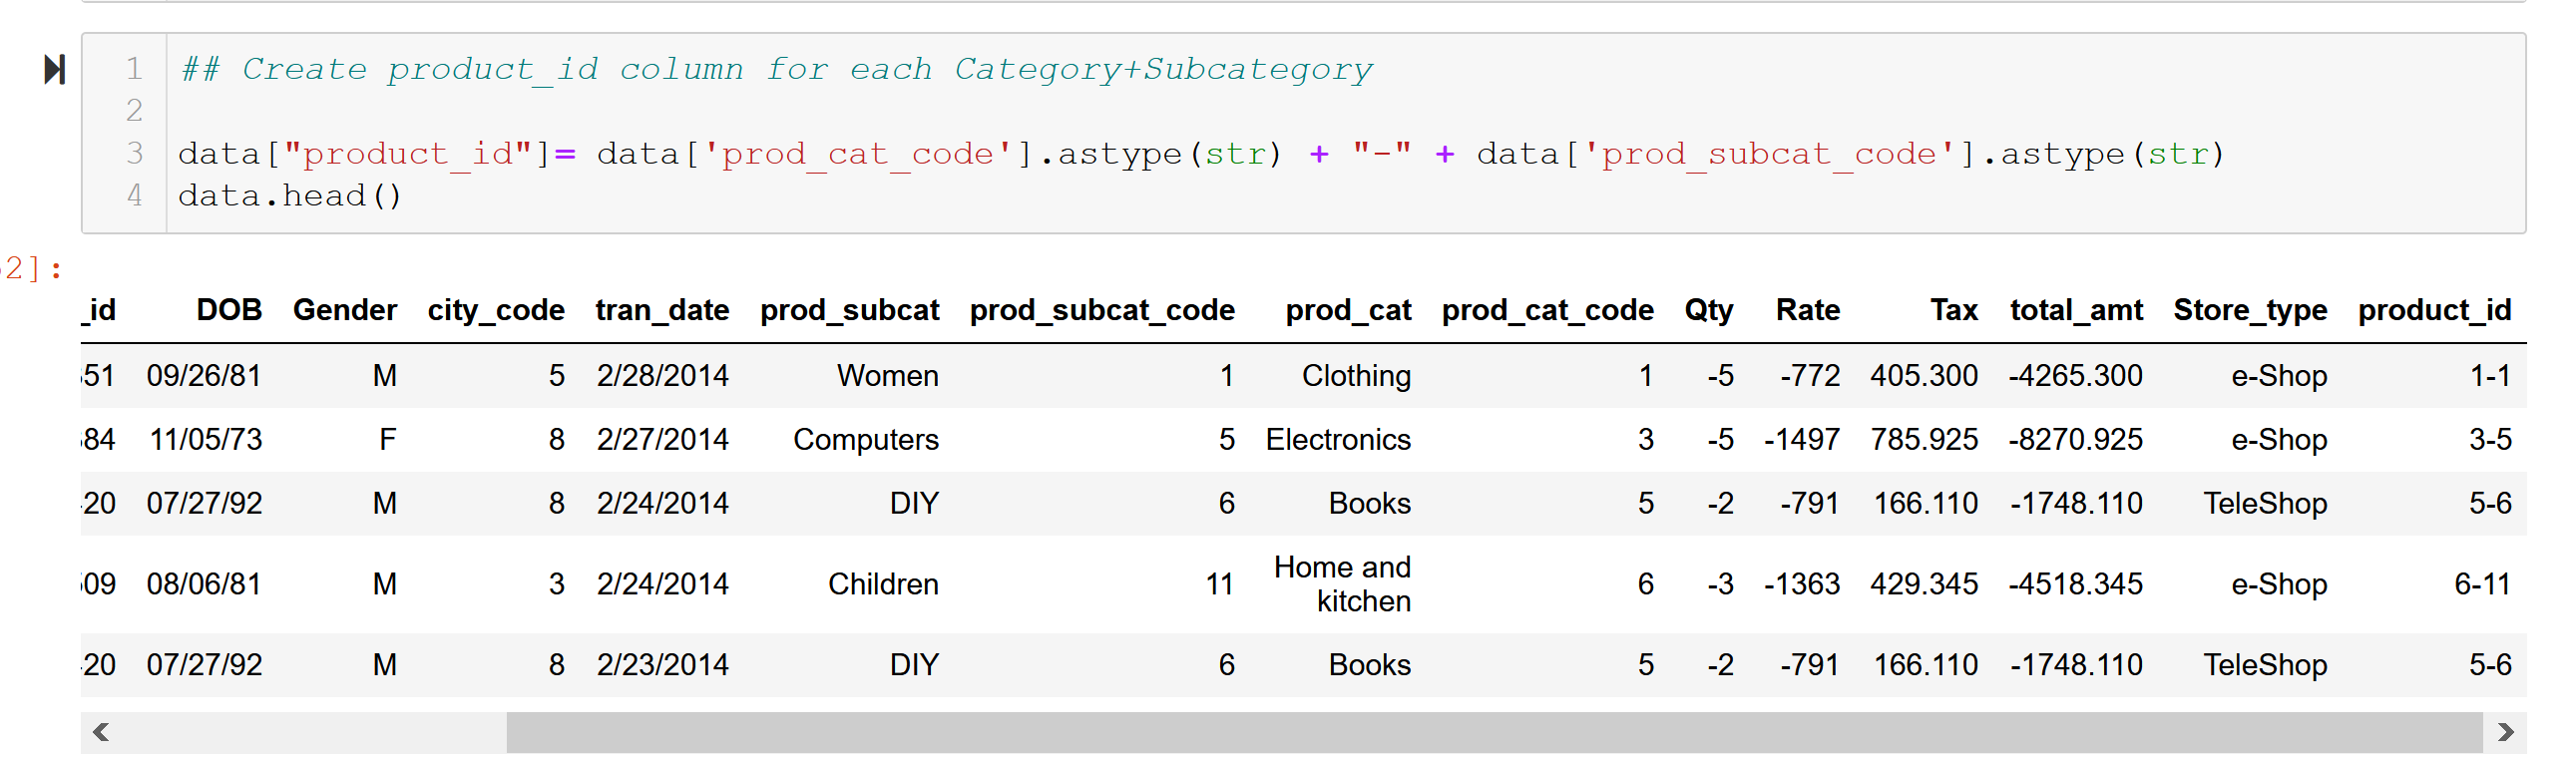 1 ## Create product_id column for each Category+Subcategory
2
3 data["product_id"]= data['prod_cat_code'].astype(str) + "-" + data['prod_subcat_code'].astype(str)
4 data.head()
2]:
_id DOB Gender city_code tran_date prod_subcat prod_subcat_code prod_cat prod_cat_code Qty Rate Tax total_amt Store_type product_id
51 09/26/81 M 5 2/28/2014 Women 1 Clothing 1 -5 -772 405.300 -4265.300 e-Shop 1-1
84 11/05/73 F 8 2/27/2014 Computers 5 Electronics 3 -5 -1497 785.925 -8270.925 e-Shop 3-5
20 07/27/92 M 8 2/24/2014 DIY 6 Books 5 -2 -791 166.110 -1748.110 TeleShop 5-6
09 08/06/81 M 3 2/24/2014 Children 11 Home and kitchen 6 -3 -1363 429.345 -4518.345 e-Shop 6-11
20 07/27/92 M 8 2/23/2014 DIY 6 Books 5 -2 -791 166.110 -1748.110 TeleShop 5-6